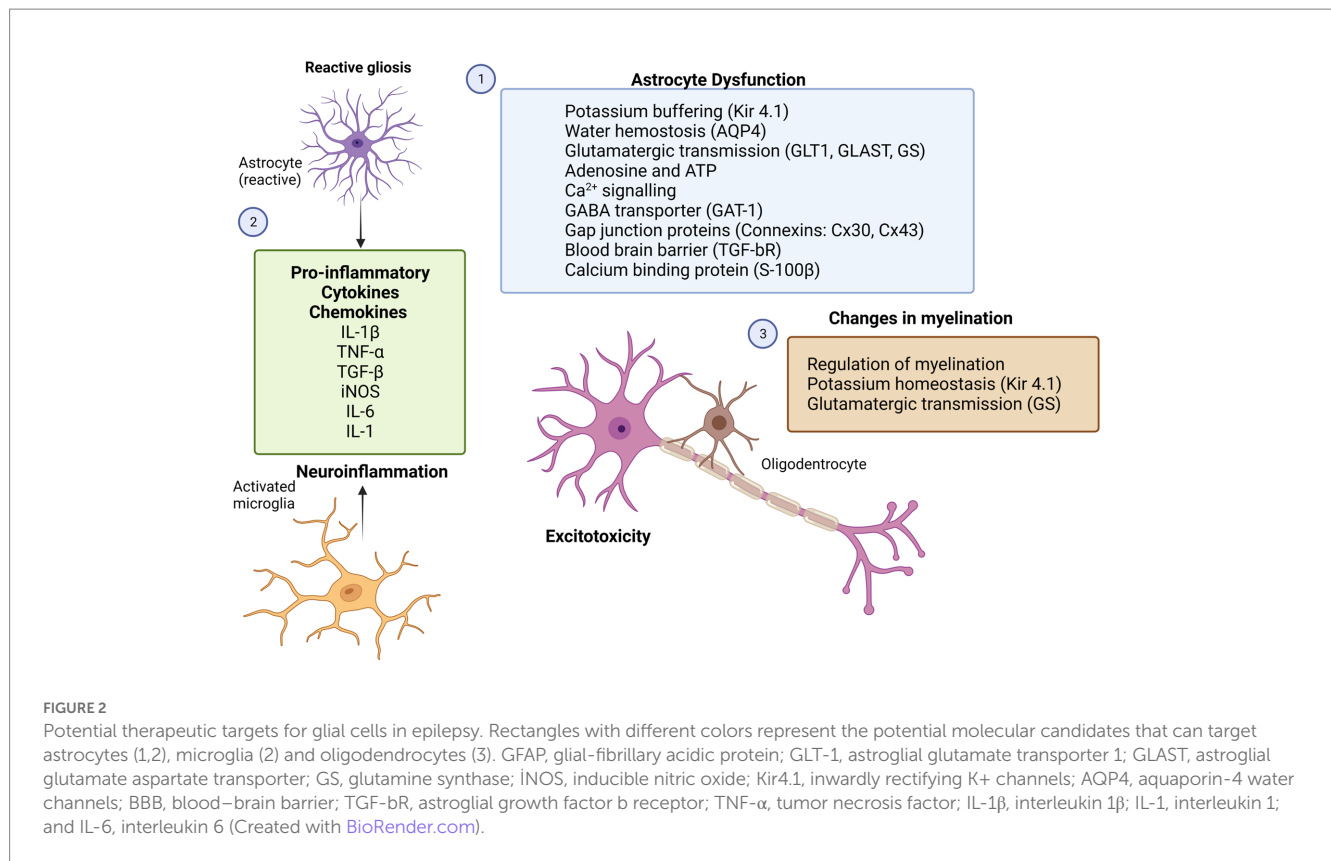 Reactive gliosis
Astrocyte
(reactive)
1
Astrocyte Dysfunction
Potassium buffering (Kir 4.1)
Water hemostosis (AQP4)
Glutamatergic transmission (GLT1, GLAST, GS)
Adenosine and ATP
Ca²⁺ signalling
GABA transporter (GAT-1)
Gap junction proteins (Connexins: Cx30, Cx43)
Blood brain barrier (TGF-bR)
Calcium binding protein (S-100β)
2
Pro-inflammatory
Cytokines
Chemokines
IL-1β
TNF-α
TGF-β
iNOS
IL-6
IL-1
Neuroinflammation
Activated
microglia
3
Changes in myelination
Regulation of myelination
Potassium homeostasis (Kir 4.1)
Glutamatergic transmission (GS)
Oligodentrocyte
Excitotoxicity
FIGURE 2
Potential therapeutic targets for glial cells in epilepsy. Rectangles with different colors represent the potential molecular candidates that can target
astrocytes (1,2), microglia (2) and oligodendrocytes (3). GFAP, glial-fibrillary acidic protein; GLT-1, astroglial glutamate transporter 1; GLAST, astroglial
glutamate aspartate transporter; GS, glutamine synthase; İNOS, inducible nitric oxide; Kir4.1, inwardly rectifying K+ channels; AQP4, aquaporin-4 water
channels; BBB, blood–brain barrier; TGF-bR, astroglial growth factor b receptor; TNF-α, tumor necrosis factor; IL-1β, interleukin 1β; IL-1, interleukin 1;
and IL-6, interleukin 6 (Created with BioRender.com).